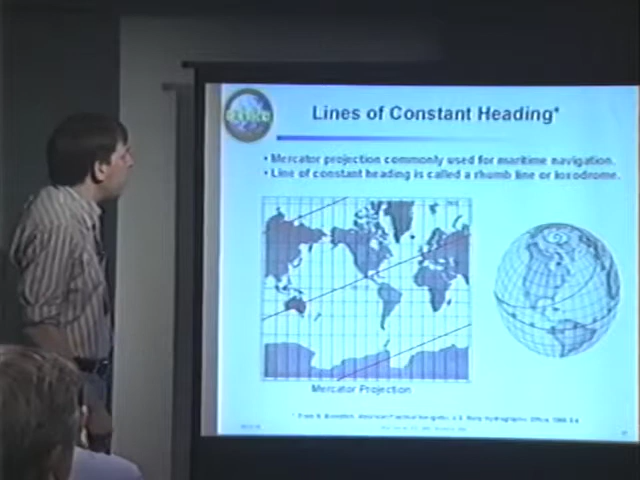 Lines of Constant Heading*
• Mercator projection commonly used for maritime navigation.
• Line of constant heading is called a rhumb line or loxodrome.
Mercator Projection